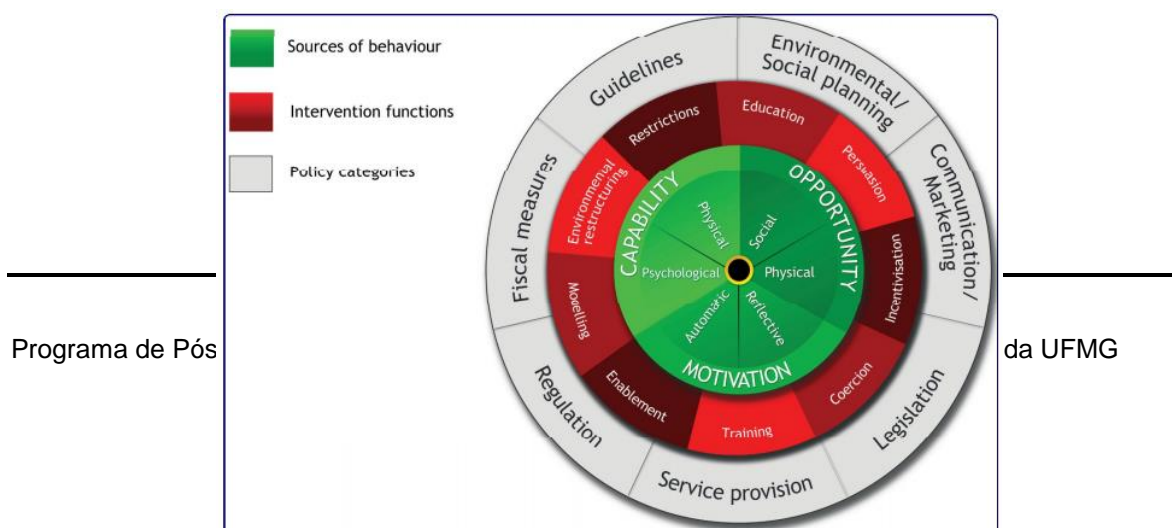 Sources of behaviour
Intervention functions
Policy categories
Guidelines
Environmental/
Social planning
Communication/
Marketing
Legislation
Service provision
Regulation
Fiscal measures
Restrictions
Education
Persuasion
Incentivisation
Coercion
Training
Enablement
Modelling
Environmental
restructuring
CAPABILITY
OPPORTUNITY
MOTIVATION
Physical
Social
Physical
Reflective
Automatic
Psychological
Programa de Pós
da UFMG